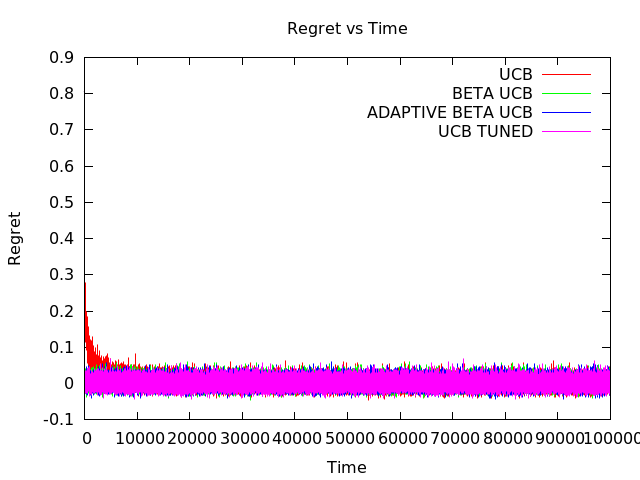 Regret vs Time
UCB
BETA UCB
ADAPTIVE BETA UCB
UCB TUNED
0.9
0.8
0.7
0.6
0.5
0.4
0.3
0.2
0.1
0
-0.1
Regret
0 10000 20000 30000 40000 50000 60000 70000 80000 90000 100000
Time